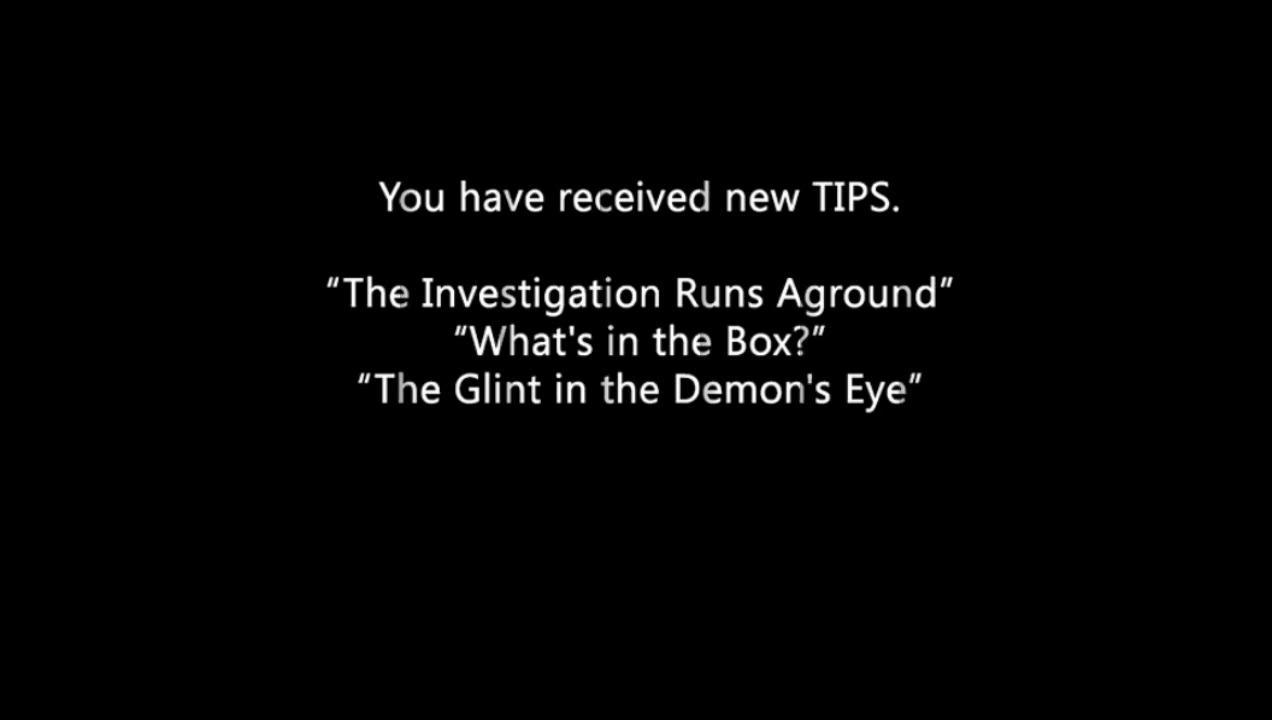 You have received new TIPS.
“The Investigation Runs Aground”
“What's in the Box?”
“The Glint in the Demon's Eye”